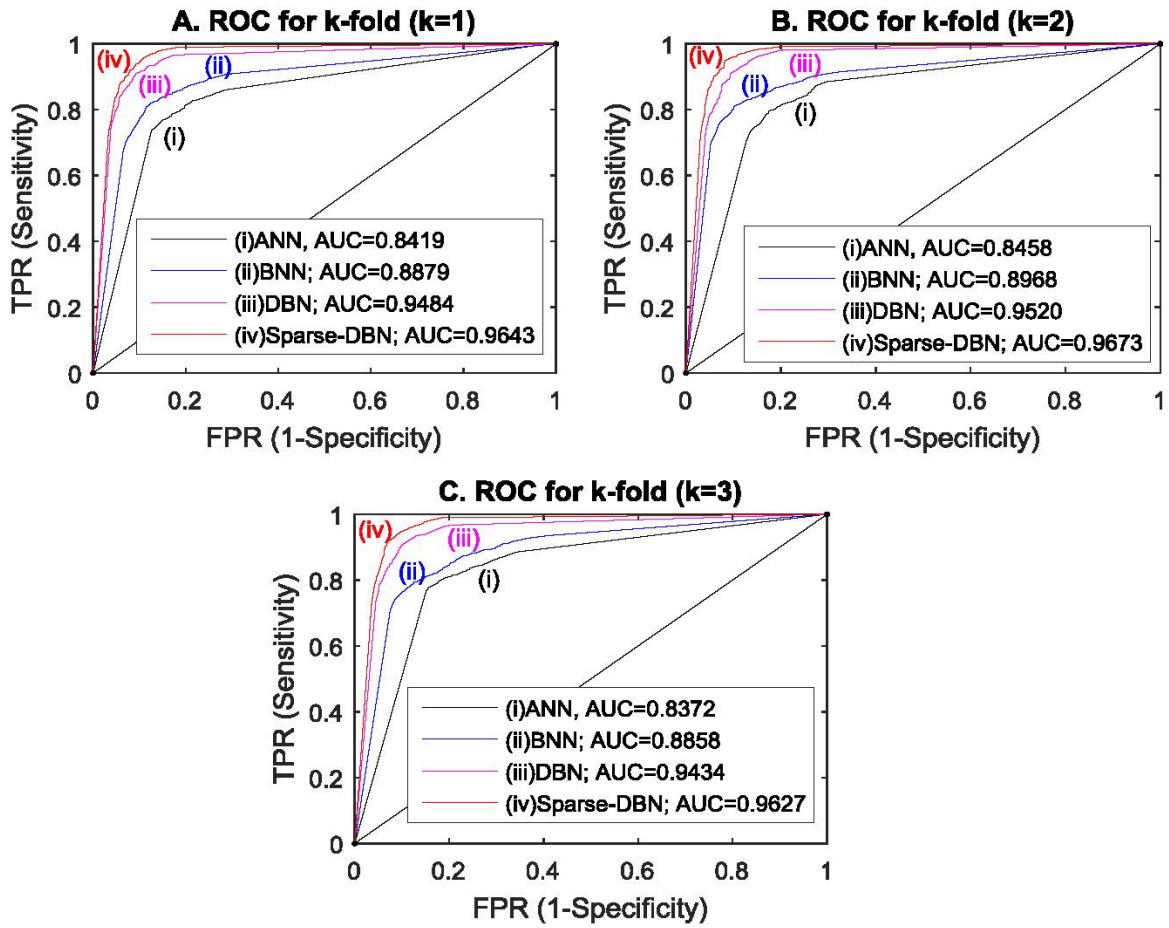 A. ROC for k-fold (k=1)
1
0.8
0.6
0.4
0.2
0
TPR (Sensitivity)
(iv)
(iii)
(ii)
(i)
(i)ANN, AUC=0.8419
(ii)BNN; AUC=0.8879
(iii)DBN; AUC=0.9484
(iv)Sparse-DBN; AUC=0.9643
0 0.2 0.4 0.6 0.8 1
FPR (1-Specificity)
B. ROC for k-fold (k=2)
1
0.8
0.6
0.4
0.2
0
TPR (Sensitivity)
(iv)
(iii)
(ii)
(i)
(i)ANN, AUC=0.8458
(ii)BNN; AUC=0.8968
(iii)DBN; AUC=0.9520
(iv)Sparse-DBN; AUC=0.9673
0 0.2 0.4 0.6 0.8 1
FPR (1-Specificity)
C. ROC for k-fold (k=3)
1
0.8
0.6
0.4
0.2
0
TPR (Sensitivity)
(iv)
(iii)
(ii)
(i)
(i)ANN, AUC=0.8372
(ii)BNN; AUC=0.8858
(iii)DBN; AUC=0.9434
(iv)Sparse-DBN; AUC=0.9627
0 0.2 0.4 0.6 0.8 1
FPR (1-Specificity)